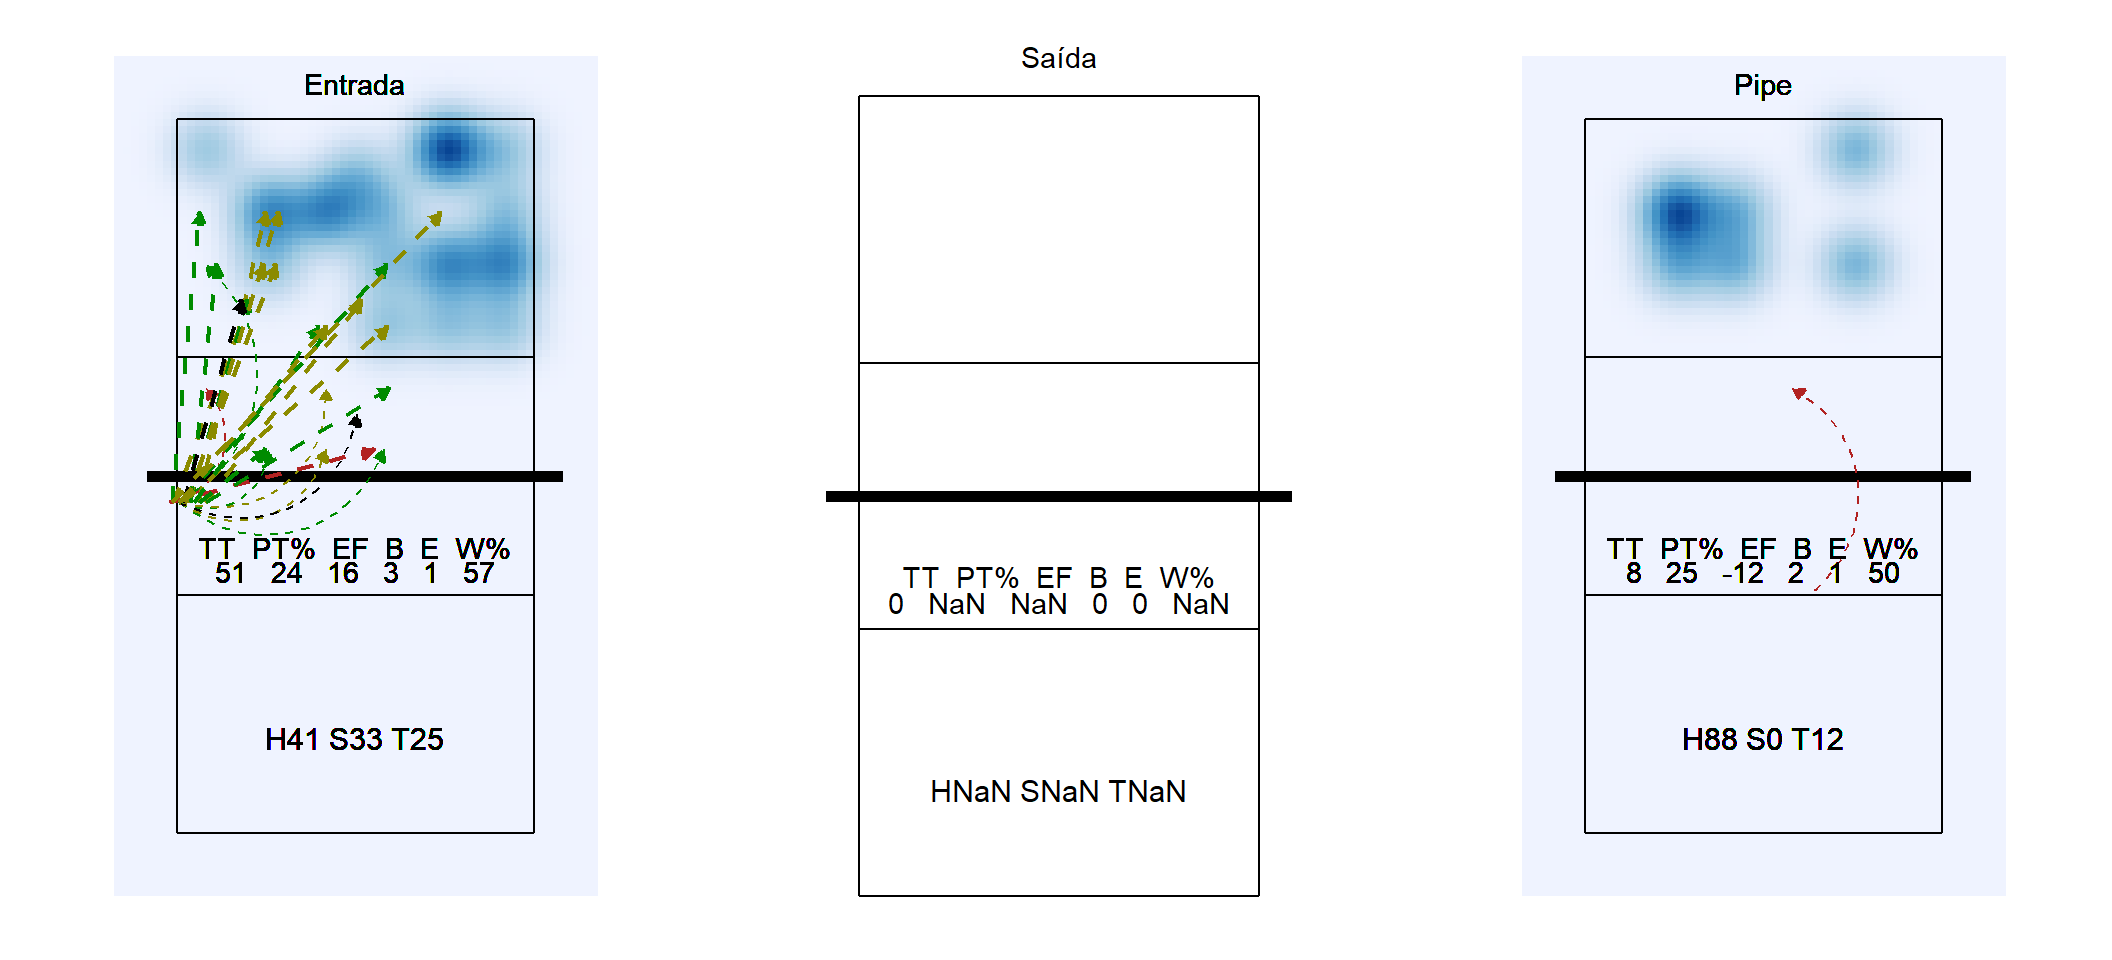 Entrada
TT PT% EF B E W%
51 24 16 3 1 57
H41 S33 T25
Saída
TT PT% EF B E W%
0 NaN NaN 0 0 NaN
HNaN SNaN TNaN
Pipe
TT PT% EF B E W%
8 25 -12 2 1 50
H88 S0 T12